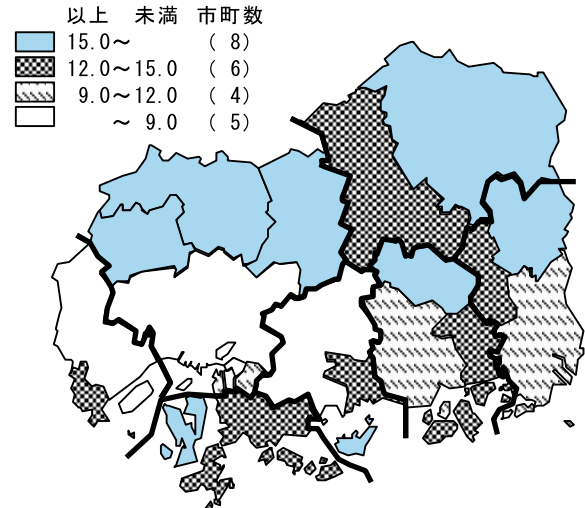 以上 未満 市町数
15.0～ ( 8)
12.0～15.0 ( 6)
9.0～12.0 ( 4)
～ 9.0 ( 5)